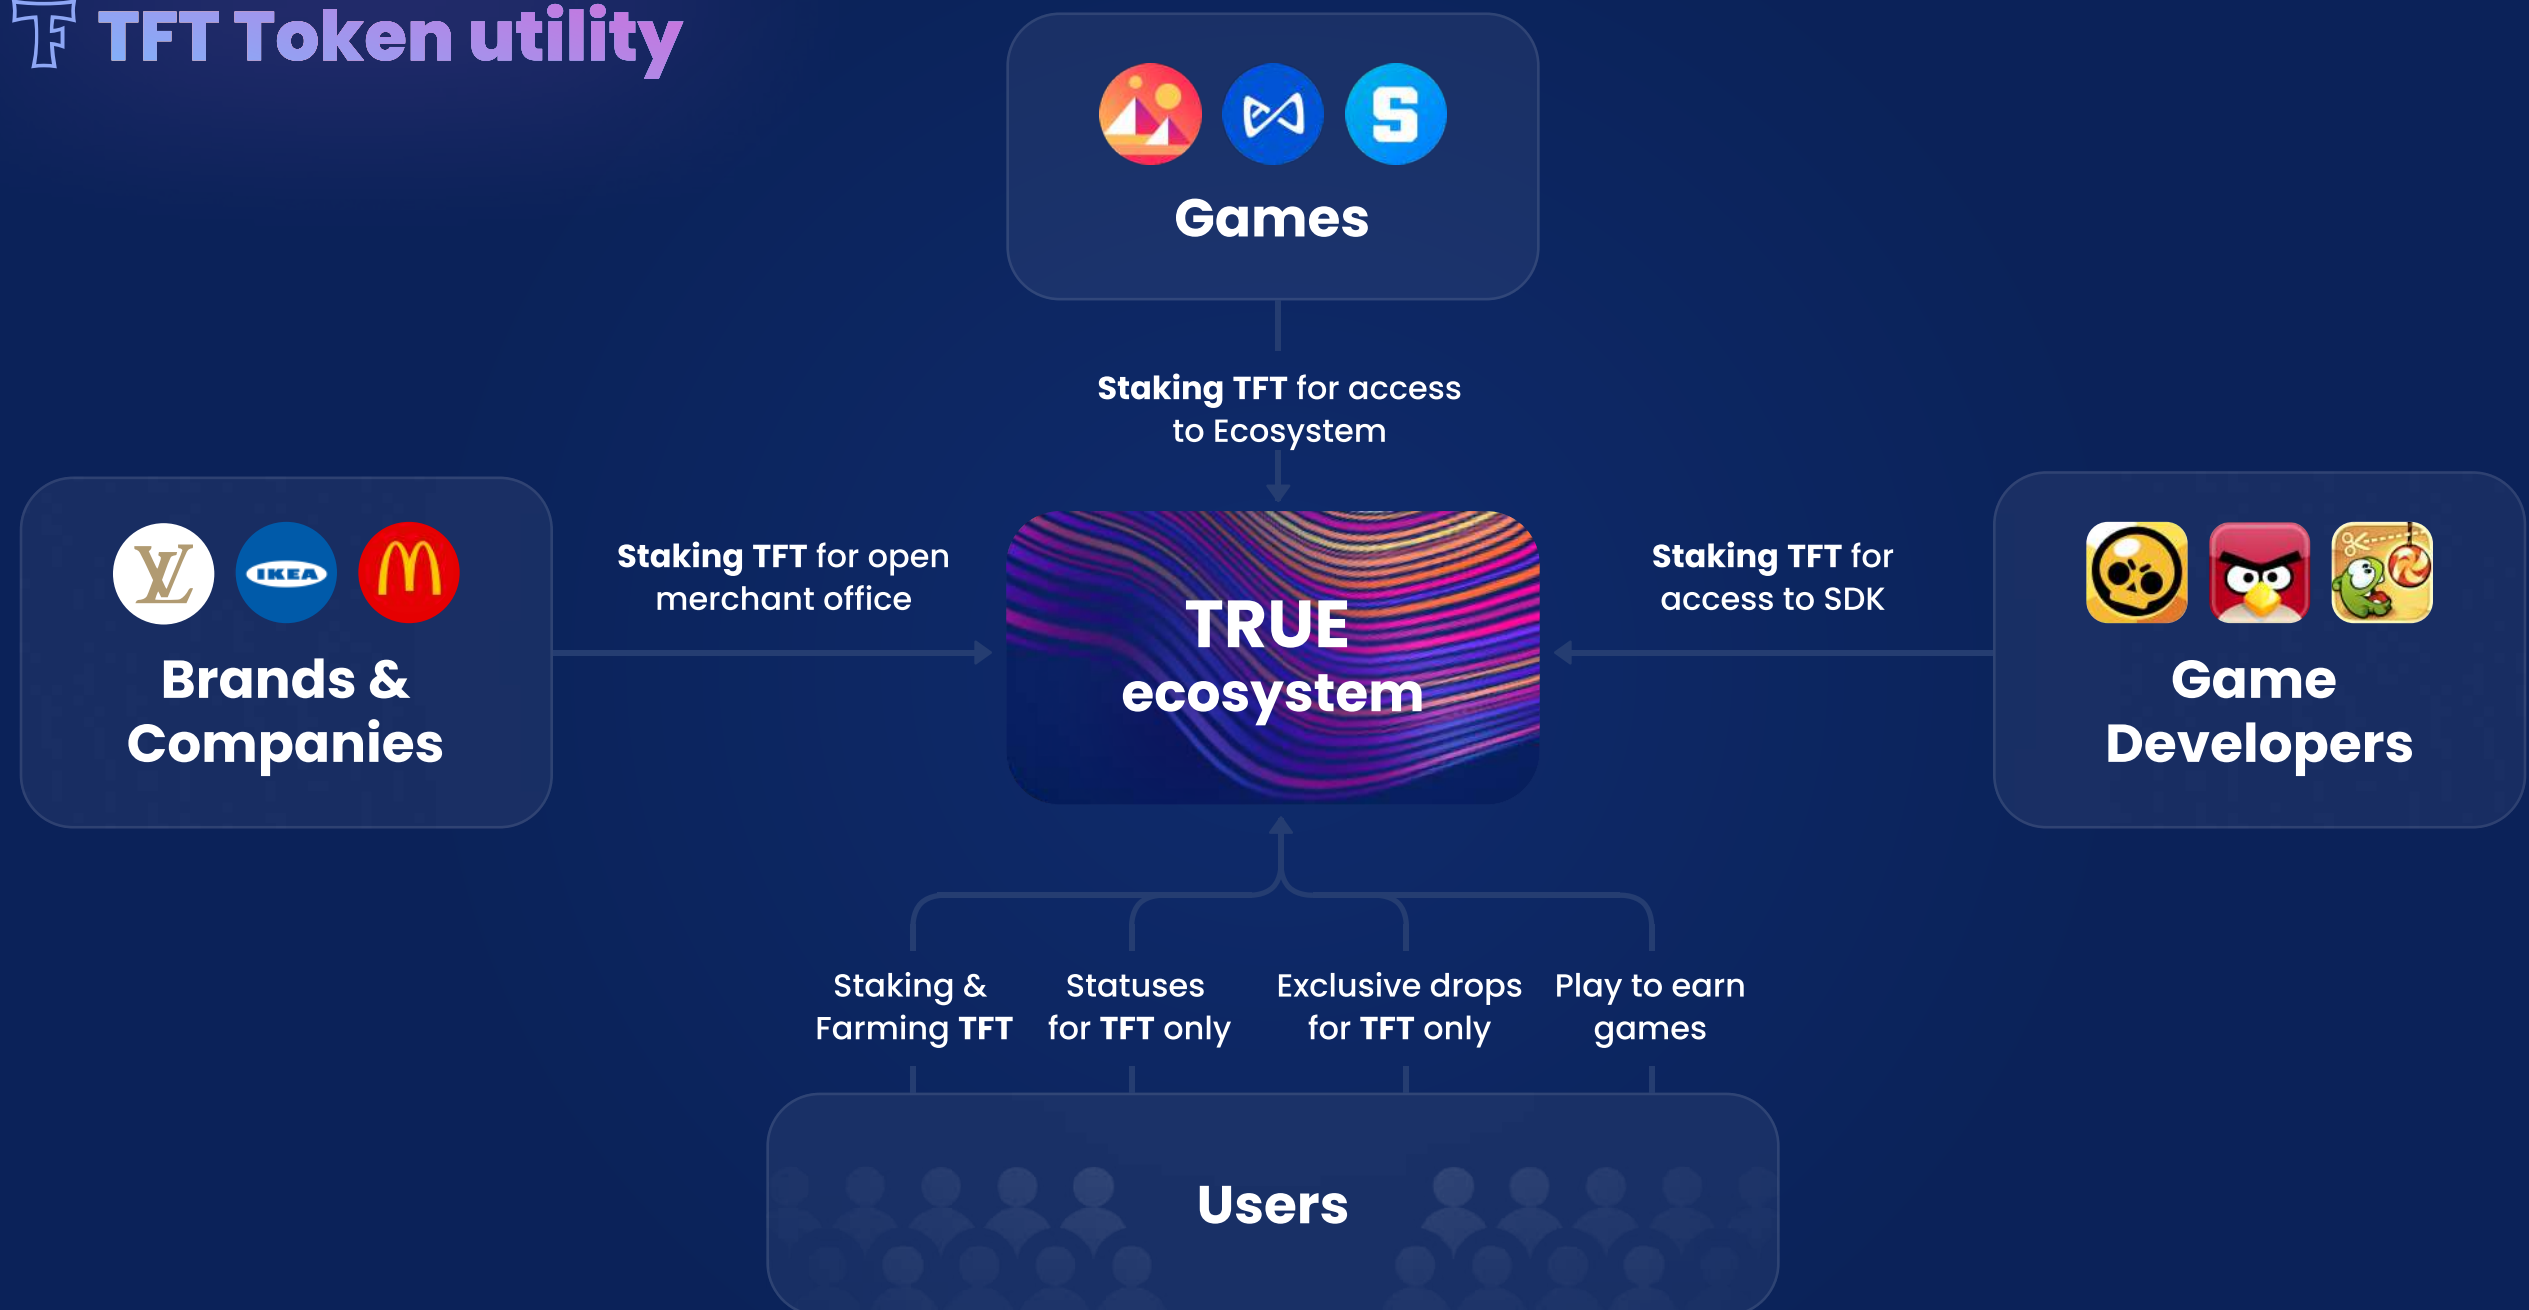 TFT Token utility
Games
Staking TFT for access
to Ecosystem
IKEA
Brands &
Companies
Staking TFT for open
merchant office
TRUE
ecosystem
Staking TFT for
access to SDK
Game
Developers
Staking &
Farming TFT
Statuses
for TFT only
Exclusive drops
for TFT only
Play to earn
games
Users